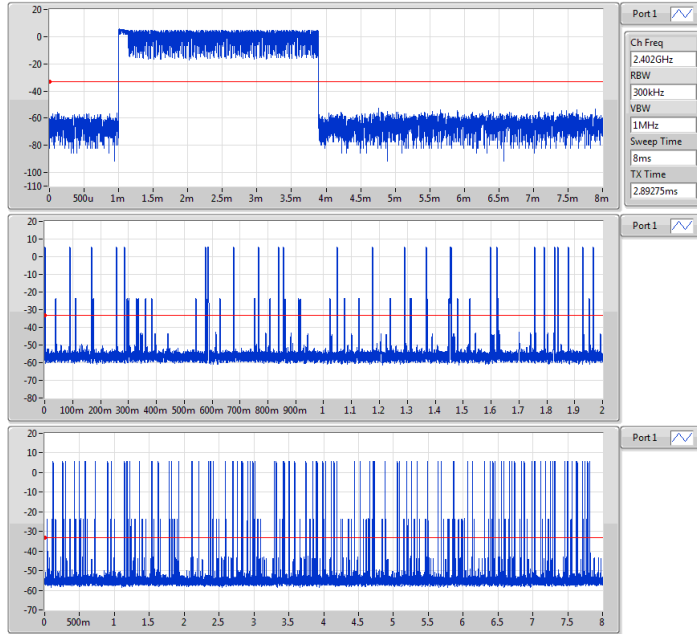 Port 1
20
0
-20
-40
-60
-80
-100
-110
0 500u 1m 1.5m 2m 2.5m 3m 3.5m 4m 4.5m 5m 5.5m 6m 6.5m 7m 7.5m 8m
Ch Freq
2.402GHz
RBW
300kHz
VBW
1MHz
Sweep Time
8ms
TX Time
2.89275ms
Port 1
20
10
0
-10
-20
-30
-40
-50
-60
-70
-80
0 100m 200m 300m 400m 500m 600m 700m 800m 900m 1 1.1 1.2 1.3 1.4 1.5 1.6 1.7 1.8 1.9 2
Port 1
20
10
0
-10
-20
-30
-40
-50
-60
-70
0 500m 1 1.5 2 2.5 3 3.5 4 4.5 5 5.5 6 6.5 7 7.5 8